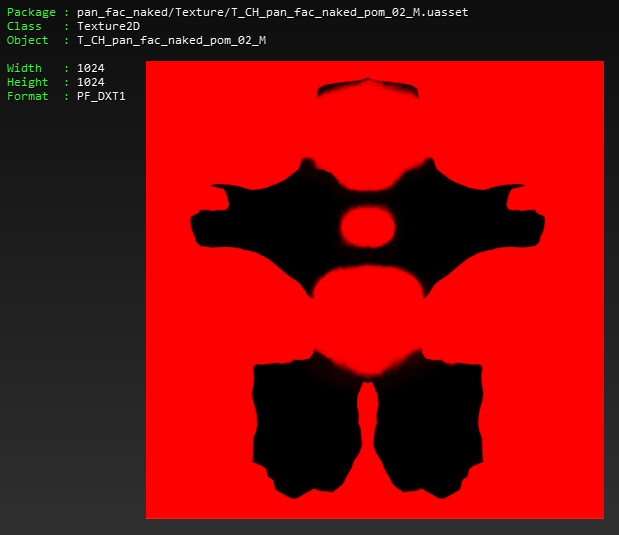 Package : pan_fac_naked/Texture/T_CH_pan_fac_naked_pom_02_M.uasset
Class   : Texture2D
Object  : T_CH_pan_fac_naked_pom_02_M
Width   : 1024
Height  : 1024
Format  : PF_DXT1